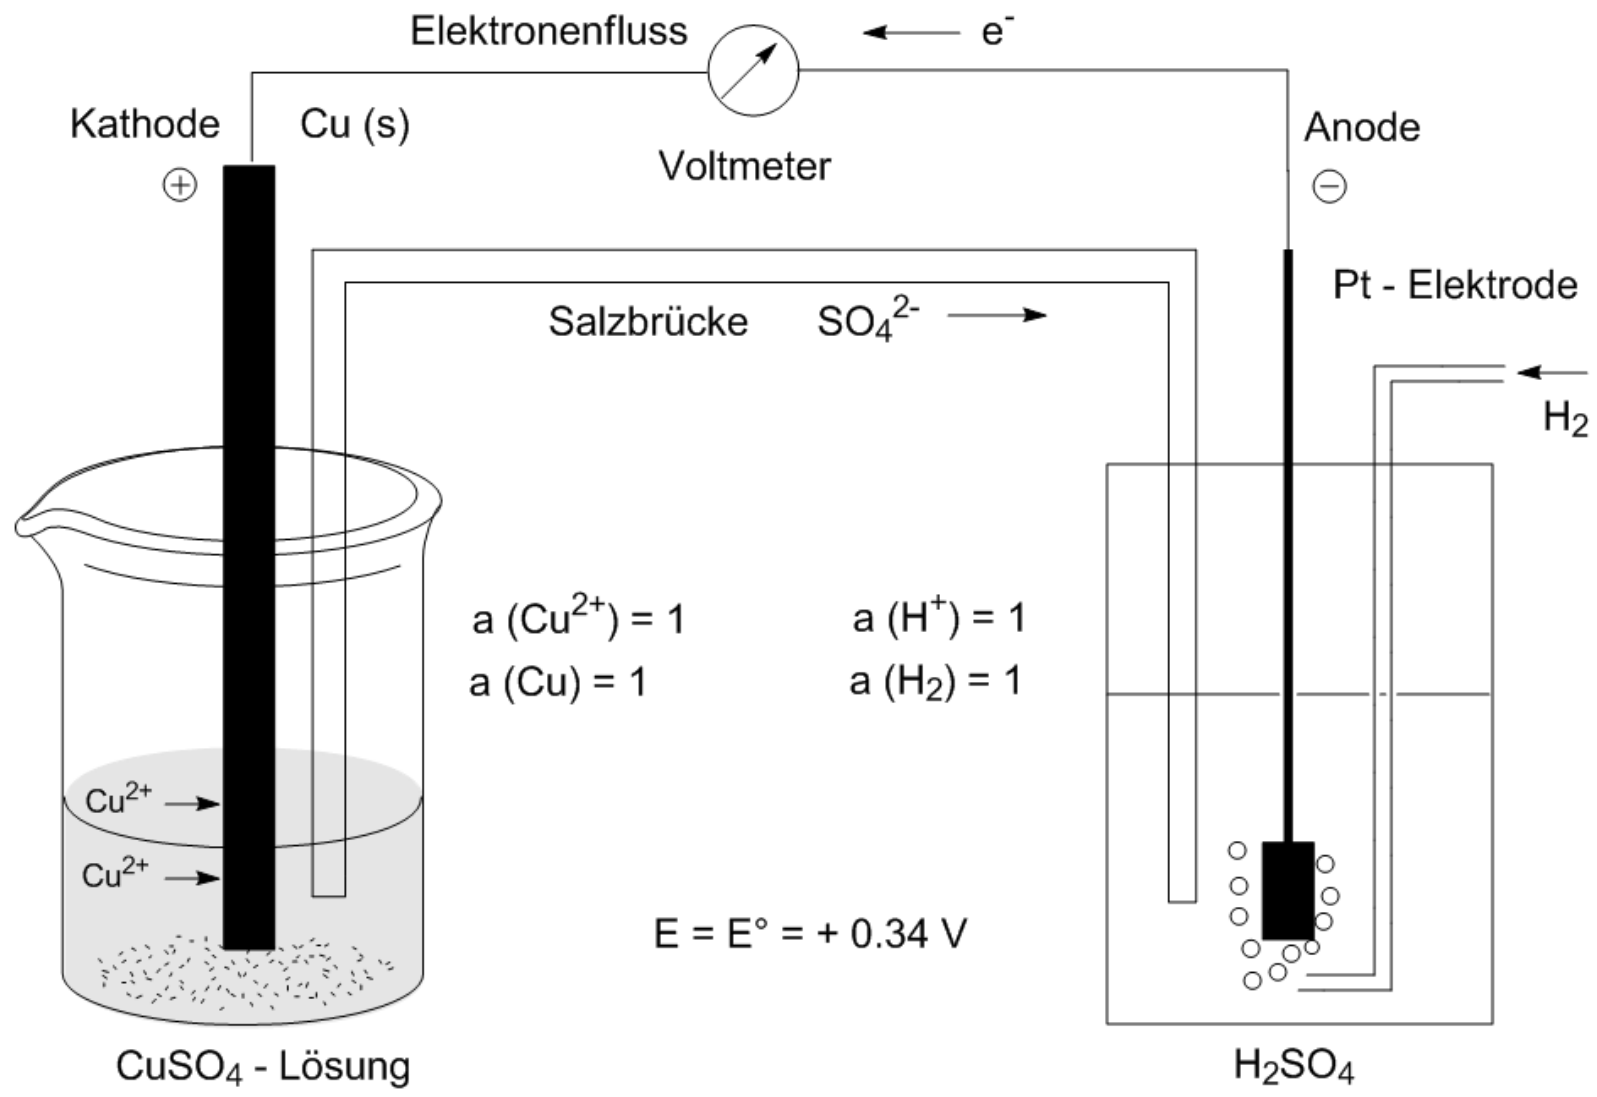 Elektronenfluss
e⁻
Kathode
Cu (s)
Voltmeter
Anode
⊕
⊖
Pt - Elektrode
Salzbrücke SO₄²⁻
H₂
a (Cu²⁺) = 1
a (H⁺) = 1
a (Cu) = 1
a (H₂) = 1
Cu²⁺
Cu²⁺
E = E° = + 0.34 V
CuSO₄ - Lösung
H₂SO₄